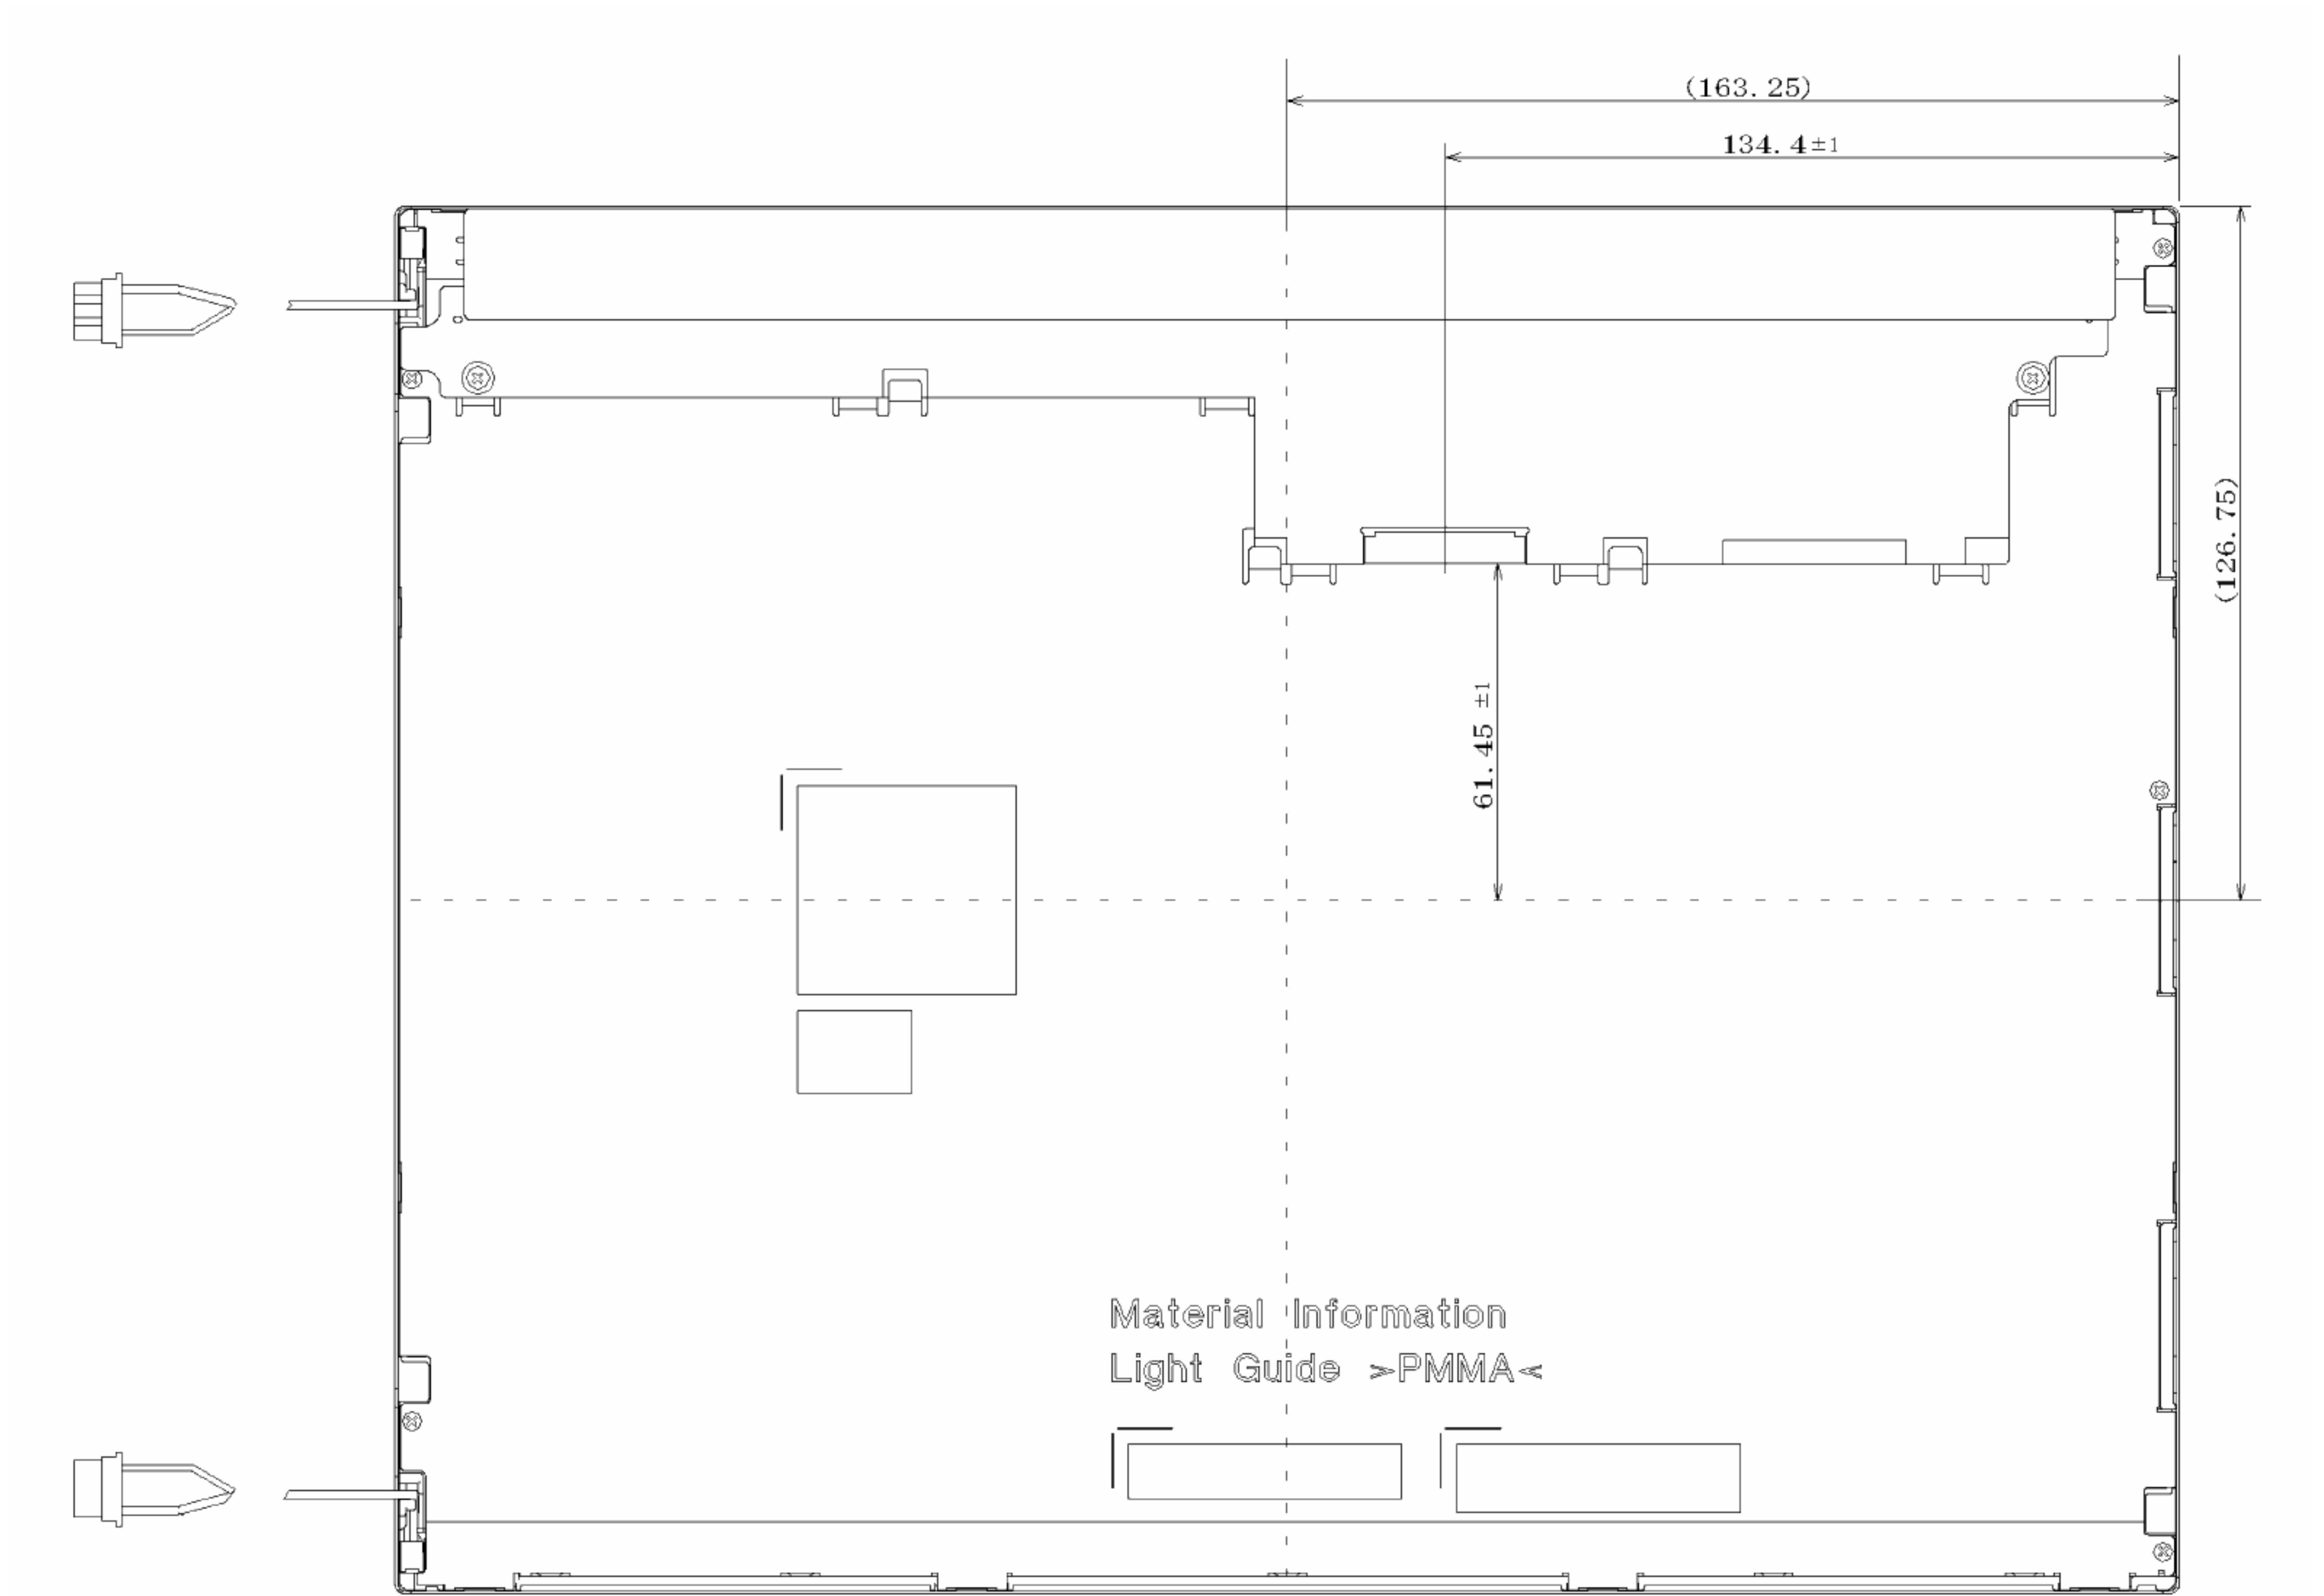 (163.25)
134.4±1
(126.75)
61.45 ±1
Material Information
Light Guide >PMMA<